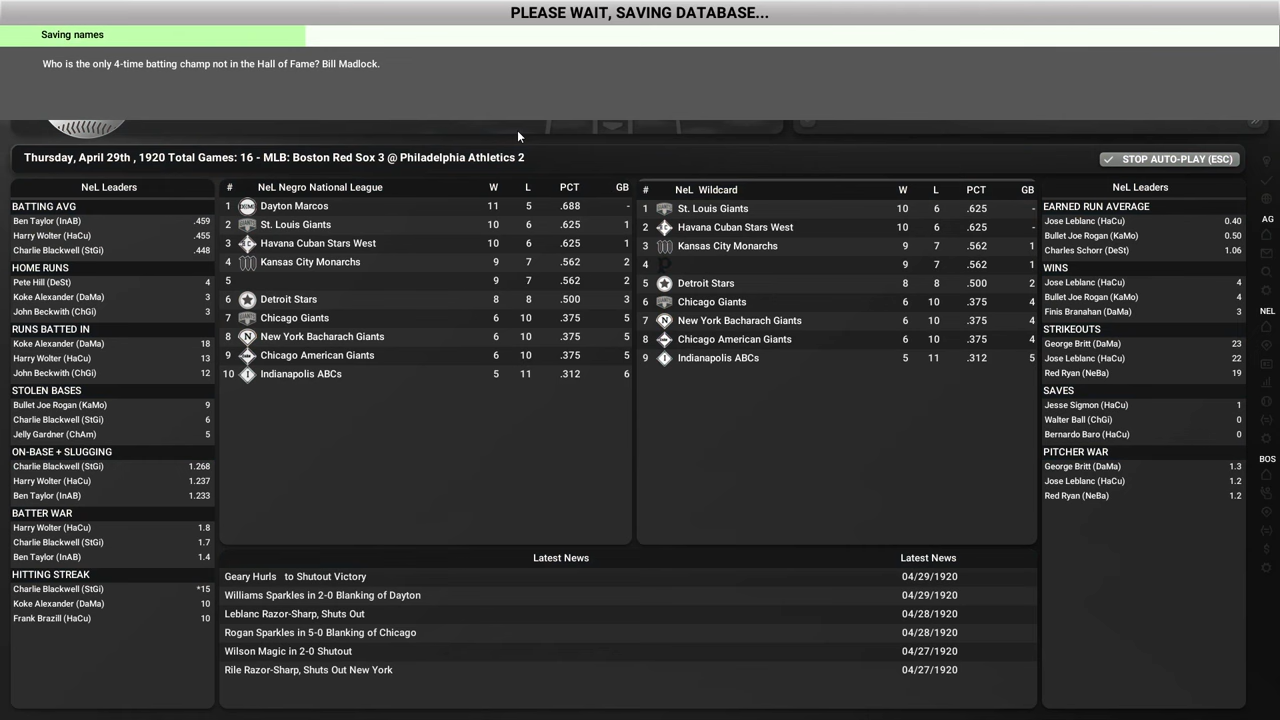 PLEASE WAIT, SAVING DATABASE...
Saving names
Who is the only 4-time batting champ not in the Hall of Fame? Bill Madlock.
Thursday, April 29th , 1920 Total Games: 16 - MLB: Boston Red Sox 3 @ Philadelphia Athletics 2
STOP AUTO-PLAY (ESC)
NeL Leaders
BATTING AVG
Ben Taylor (InAB) .459
Harry Wolter (HaCu) .455
Charlie Blackwell (StGi) .448
HOME RUNS
Pete Hill (DeSt) 4
Koke Alexander (DaMa) 3
John Beckwith (ChGi) 3
RUNS BATTED IN
Koke Alexander (DaMa) 18
Harry Wolter (HaCu) 13
John Beckwith (ChGi) 12
STOLEN BASES
Bullet Joe Rogan (KaMo) 9
Charlie Blackwell (StGi) 6
Jelly Gardner (ChAm) 5
ON-BASE + SLUGGING
Charlie Blackwell (StGi) 1.268
Harry Wolter (HaCu) 1.237
Ben Taylor (InAB) 1.233
BATTER WAR
Harry Wolter (HaCu) 1.8
Charlie Blackwell (StGi) 1.7
Ben Taylor (InAB) 1.4
HITTING STREAK
Charlie Blackwell (StGi) *15
Koke Alexander (DaMa) 10
Frank Brazill (HaCu) 10
# NeL Negro National League W L PCT GB
1 Dayton Marcos 11 5 .688 -
2 St. Louis Giants 10 6 .625 1
3 Havana Cuban Stars West 10 6 .625 1
4 Kansas City Monarchs 9 7 .562 2
5 9 7 .562 2
6 Detroit Stars 8 8 .500 3
7 Chicago Giants 6 10 .375 5
8 New York Bacharach Giants 6 10 .375 5
9 Chicago American Giants 6 10 .375 5
10 Indianapolis ABCs 5 11 .312 6
# NeL Wildcard W L PCT GB
1 St. Louis Giants 10 6 .625 -
2 Havana Cuban Stars West 10 6 .625 -
3 Kansas City Monarchs 9 7 .562 1
4 9 7 .562 1
5 Detroit Stars 8 8 .500 2
6 Chicago Giants 6 10 .375 4
7 New York Bacharach Giants 6 10 .375 4
8 Chicago American Giants 6 10 .375 4
9 Indianapolis ABCs 5 11 .312 5
Latest News Latest News
Geary Hurls to Shutout Victory 04/29/1920
Williams Sparkles in 2-0 Blanking of Dayton 04/29/1920
Leblanc Razor-Sharp, Shuts Out 04/28/1920
Rogan Sparkles in 5-0 Blanking of Chicago 04/28/1920
Wilson Magic in 2-0 Shutout 04/27/1920
Rile Razor-Sharp, Shuts Out New York 04/27/1920
NeL Leaders
EARNED RUN AVERAGE
Jose Leblanc (HaCu) 0.40
Bullet Joe Rogan (KaMo) 0.50
Charles Schorr (DeSt) 1.06
WINS
Jose Leblanc (HaCu) 4
Bullet Joe Rogan (KaMo) 4
Finis Branahan (DaMa) 3
STRIKEOUTS
George Britt (DaMa) 23
Jose Leblanc (HaCu) 22
Red Ryan (NeBa) 19
SAVES
Jesse Sigmon (HaCu) 1
Walter Ball (ChGi) 0
Bernardo Baro (HaCu) 0
PITCHER WAR
George Britt (DaMa) 1.3
Jose Leblanc (HaCu) 1.2
Red Ryan (NeBa) 1.2
AG
NEL
BOS